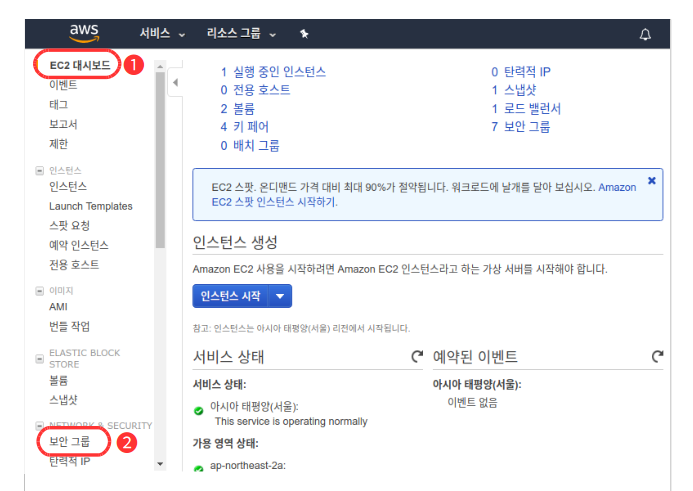 aws
서비스
리소스 그룹
EC2 대시보드
1
이벤트
태그
보고서
제한
인스턴스
인스턴스
Launch Templates
스팟 요청
예약 인스턴스
전용 호스트
이미지
AMI
번들 작업
ELASTIC BLOCK
STORE
볼륨
스냅샷
NETWORK & SECURITY
보안 그룹
2
탄력적 IP
1 실행 중인 인스턴스
0 전용 호스트
2 볼륨
4 키 페어
0 배치 그룹
0 탄력적 IP
1 스냅샷
1 로드 밸런서
7 보안 그룹
EC2 스팟. 온디맨드 가격 대비 최대 90%가 절약됩니다. 워크로드에 날개를 달아 보십시오. Amazon
EC2 스팟 인스턴스 시작하기.
인스턴스 생성
Amazon EC2 사용을 시작하려면 Amazon EC2 인스턴스라고 하는 가상 서버를 시작해야 합니다.
인스턴스 시작
참고: 인스턴스는 아시아 태평양(서울) 리전에서 시작됩니다.
서비스 상태
서비스 상태:
아시아 태평양(서울):
This service is operating normally
가용 영역 상태:
ap-northeast-2a:
예약된 이벤트
아시아 태평양(서울):
이벤트 없음